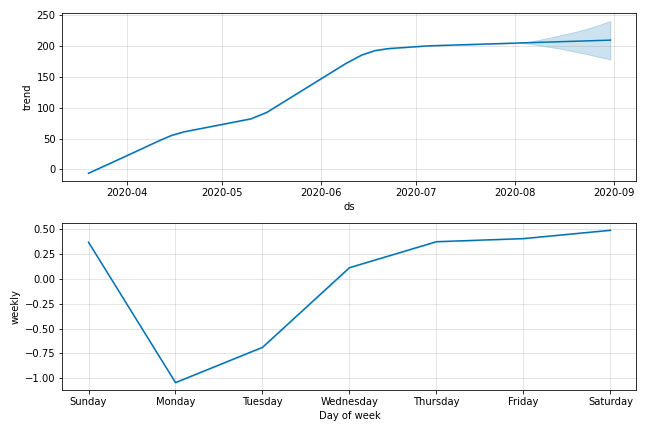 250
200
150
100
50
0
trend
2020-04 2020-05 2020-06 2020-07 2020-08 2020-09
ds
0.50
0.25
0.00
−0.25
−0.50
−0.75
−1.00
weekly
Sunday Monday Tuesday Wednesday Thursday Friday Saturday
Day of week